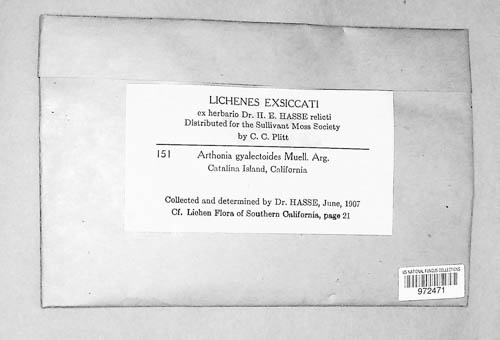 LICHENES EXSICCATI
ex herbario Dr. H. E. HASSE relicti
Distributed for the Sullivant Moss Society
by C. C. Plitt
151 Arthonia gyalectoides Muell. Arg.
Catalina Island, California
Collected and determined by Dr. HASSE, June, 1907
Cf. Lichen Flora of Southern California, page 21
US NATIONAL FUNGUS COLLECTIONS
972471